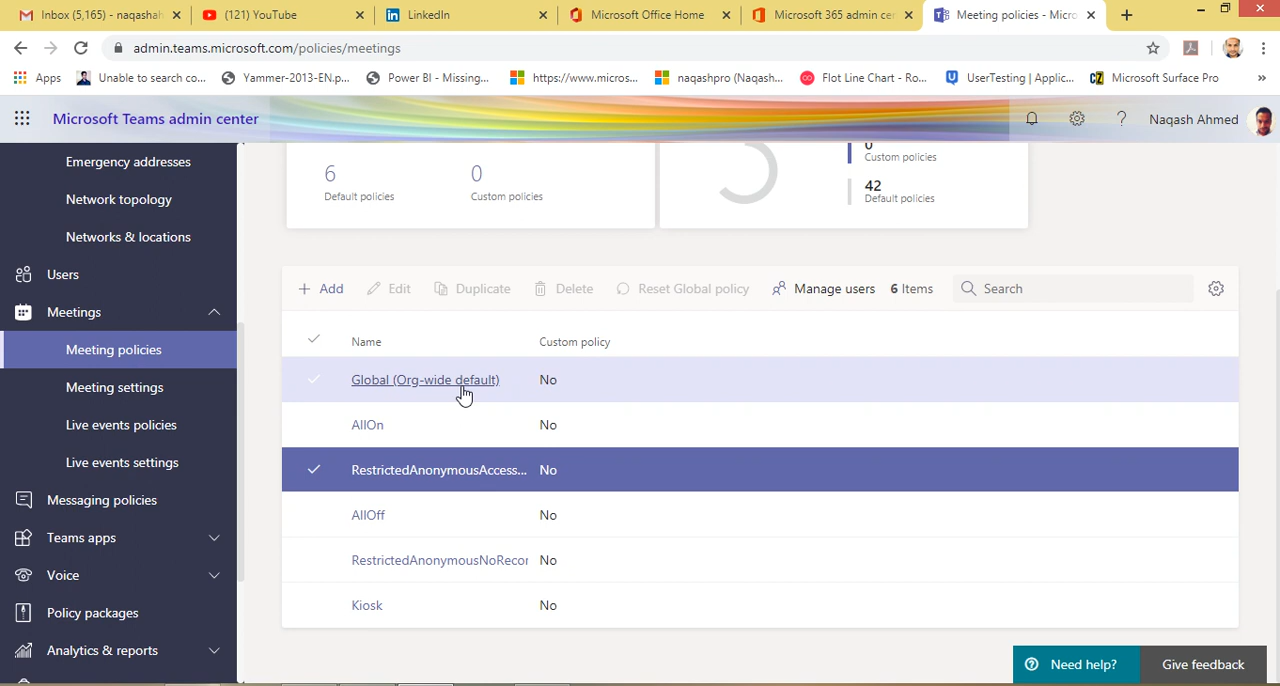 Inbox (5,165) - naqashah
(121) YouTube
LinkedIn
Microsoft Office Home
Microsoft 365 admin cen
Meeting policies - Micro
admin.teams.microsoft.com/policies/meetings
Apps
Unable to search co...
Yammer-2013-EN.p...
Power BI - Missing...
https://www.micros...
naqashpro (Naqash...
Flot Line Chart - Ro...
UserTesting | Applic...
Microsoft Surface Pro
»
Microsoft Teams admin center
?
Naqash Ahmed
Emergency addresses
Network topology
Networks & locations
Users
Meetings
Meeting policies
Meeting settings
Live events policies
Live events settings
Messaging policies
Teams apps
Voice
Policy packages
Analytics & reports
6
Default policies
0
Custom policies
0
Custom policies
42
Default policies
+ Add
Edit
Duplicate
Delete
Reset Global policy
Manage users
6 Items
Search
Name
Custom policy
Global (Org-wide default)
No
AllOn
No
RestrictedAnonymousAccess...
No
AllOff
No
RestrictedAnonymousNoRecor
No
Kiosk
No
Need help?
Give feedback